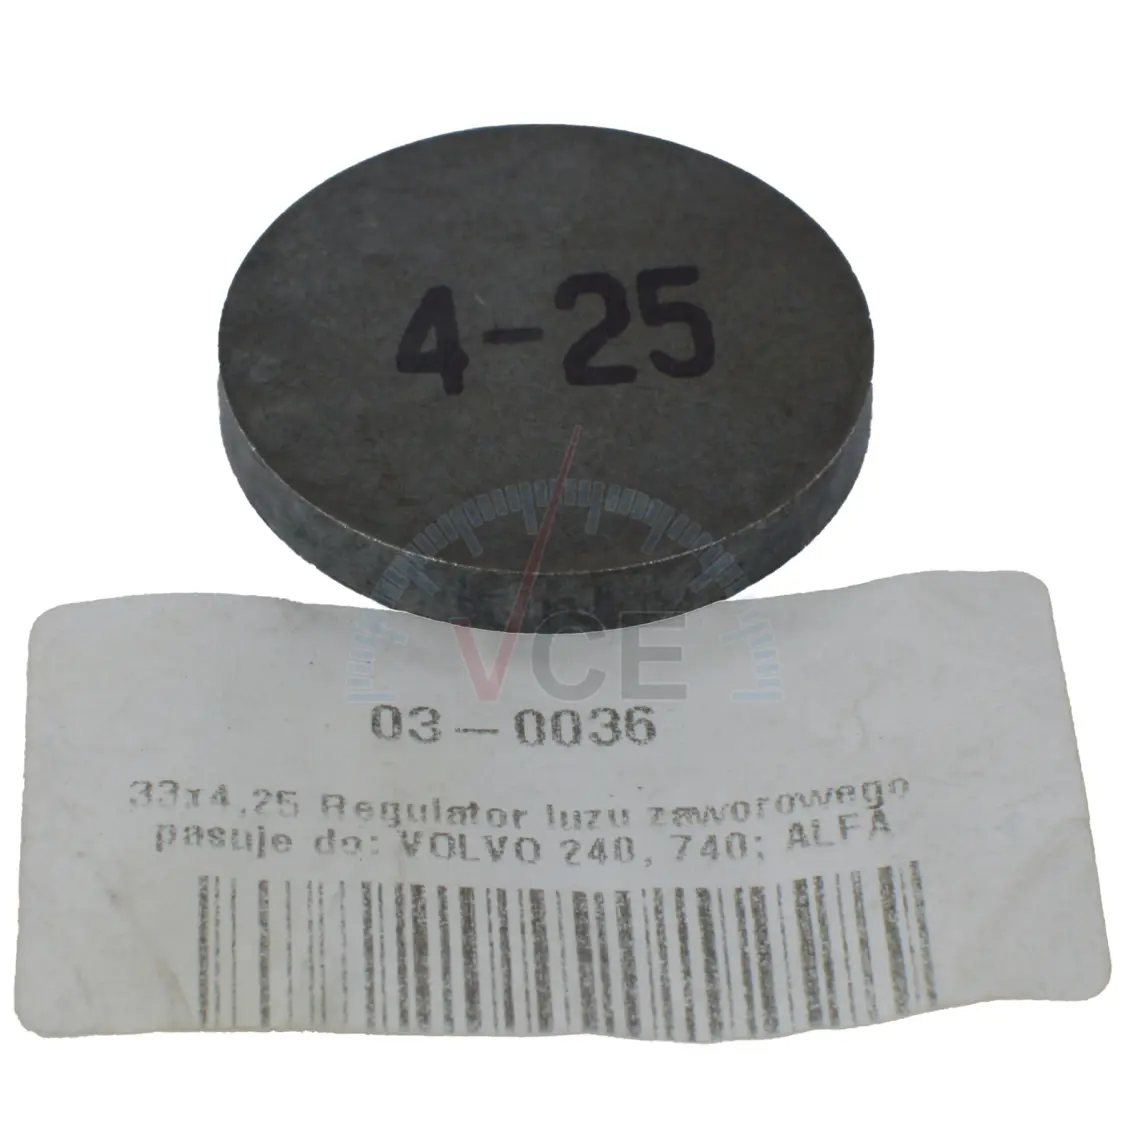 4-25
VCE
03-0036
33x4,25 Regulator luzu zaworowego
pasuje do: VOLVO 240, 740; ALFA